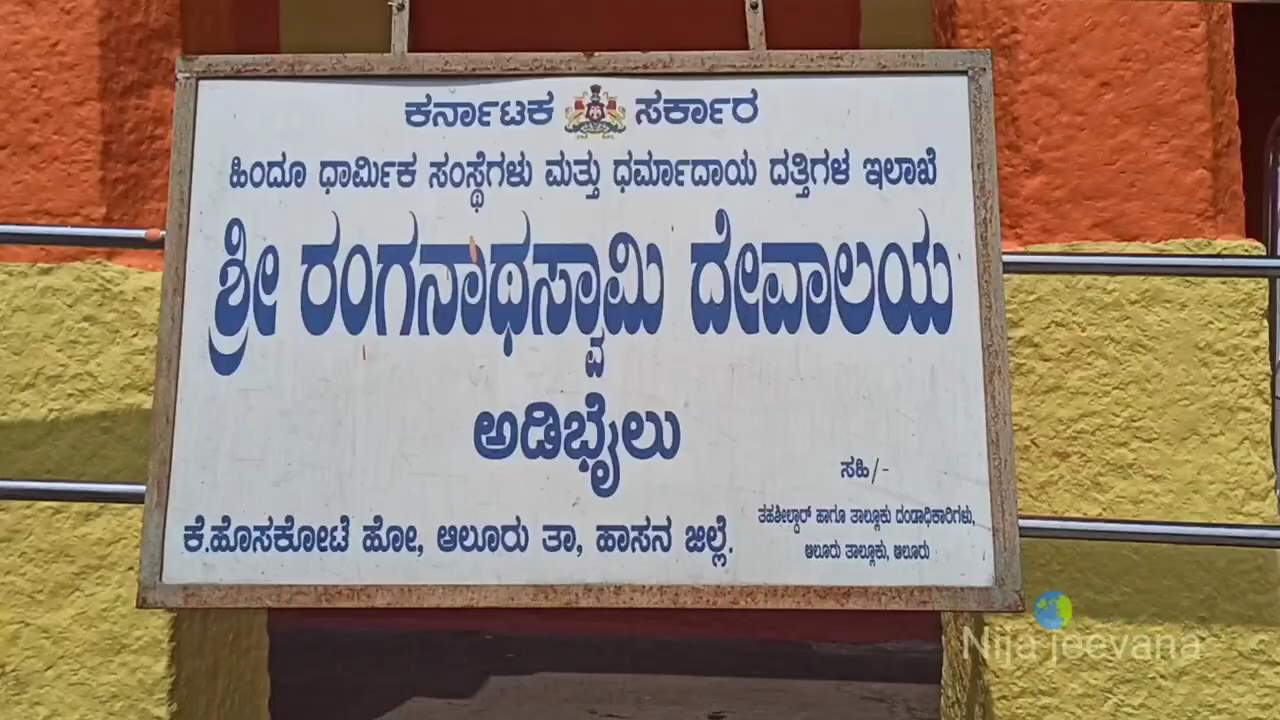 ಕರ್ನಾಟಕ ಸರ್ಕಾರ
ಹಿಂದೂ ಧಾರ್ಮಿಕ ಸಂಸ್ಥೆಗಳು ಮತ್ತು ಧರ್ಮಾದಾಯ ದತ್ತಿಗಳ ಇಲಾಖೆ
ಶ್ರೀ ರಂಗನಾಥಸ್ವಾಮಿ ದೇವಾಲಯ
ಅಡಿಭೈಲು
ಕೆ.ಹೊಸಕೋಟೆ ಹೋ, ಆಲೂರು ತಾ, ಹಾಸನ ಜಿಲ್ಲೆ.
ಸಹಿ/-
ತಹಶೀಲ್ದಾರ್ ಹಾಗೂ ತಾಲ್ಲೂಕು ದಂಡಾಧಿಕಾರಿಗಳು,
ಆಲೂರು ತಾಲ್ಲೂಕು, ಆಲೂರು
Nija jeevana